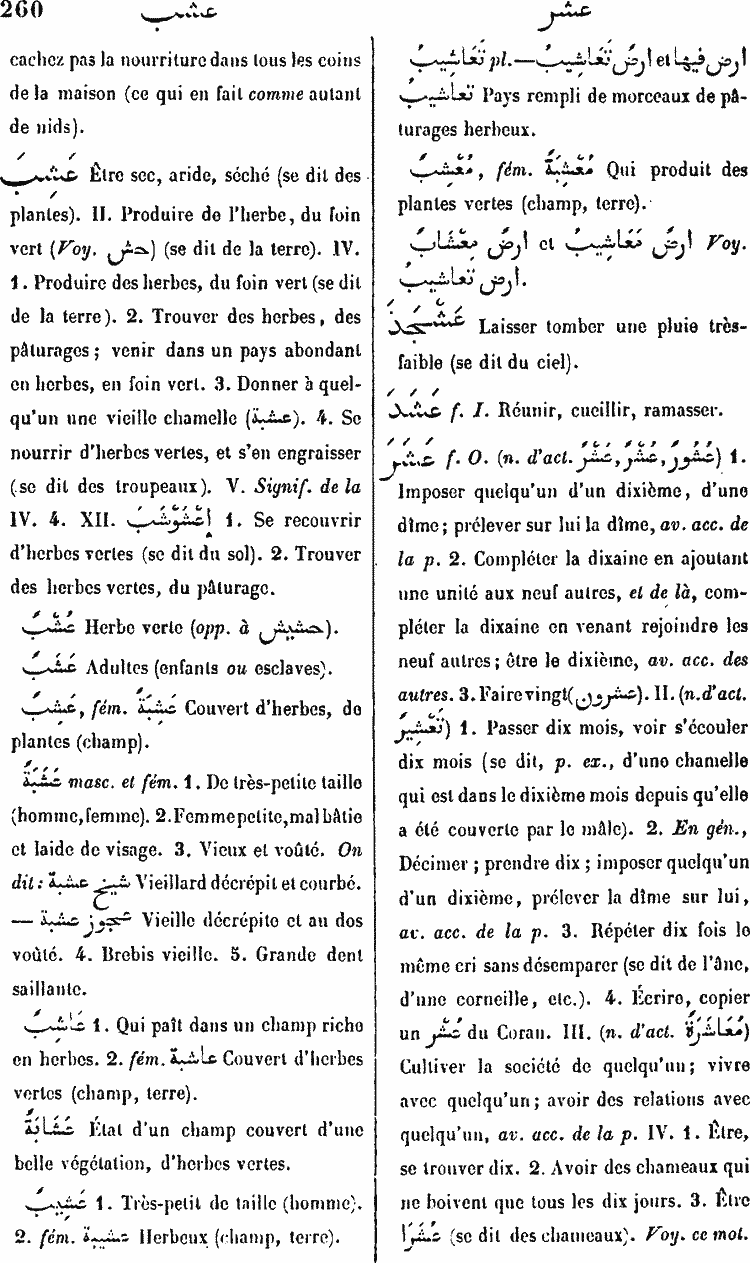 260
عشب
عشر
cachez pas la nourriture dans tous les coins
de la maison (ce qui en fait comme autant
de nids).
عَشَبَ Être sec, aride, séché (se dit des
plantes). II. Produire de l'herbe, du foin
vert (Voy. حش) (se dit de la terre). IV.
1. Produire des herbes, du foin vert (se dit
de la terre). 2. Trouver des herbes, des
pâturages; venir dans un pays abondant
en herbes, en foin vert. 3. Donner à quel-
qu'un une vieille chamelle (عشبة). 4. Se
nourrir d'herbes vertes, et s'en engraisser
(se dit des troupeaux). V. Signif. de la
IV. 4. XII. إِعْشَوْشَبَ 1. Se recouvrir
d'herbes vertes (se dit du sol). 2. Trouver
des herbes vertes, du pâturage.
عُشْبٌ Herbe verte (opp. à حشيش).
عَشَبٌ Adultes (enfants ou esclaves).
عَشِبٌ, fém. عَشِبَةٌ Couvert d'herbes, de
plantes (champ).
عَشَبَةٌ masc. et fém. 1. De très-petite taille
(homme, femme). 2. Femme petite, mal bâtie
et laide de visage. 3. Vieux et voûté. On
dit: شيخ عشبة Vieillard décrépit et courbé.
— عجوز عشبة Vieille décrépite et au dos
voûté. 4. Brebis vieille. 5. Grande dent
saillante.
عَاشِبٌ 1. Qui paît dans un champ riche
en herbes. 2. fém. عاشبة Couvert d'herbes
vertes (champ, terre).
عَشَابَةٌ État d'un champ couvert d'une
belle végétation, d'herbes vertes.
عَشِيبٌ 1. Très-petit de taille (homme).
2. fém. عشيبة Herbeux (champ, terre).
تَعَاشِيبُ pl. — ارضٌ تَعَاشِيبُ et ارض فيها
تعاشيب Pays rempli de morceaux de pâ-
turages herbeux.
مُعْشِبٌ, fém. مُعْشِبَةٌ Qui produit des
plantes vertes (champ, terre).
ارضٌ مِعْشَابٌ et ارضٌ مَعَاشِيبُ Voy.
ارض تعاشيبُ.
عَشْجَذَ Laisser tomber une pluie très-
faible (se dit du ciel).
عَشَدَ f. I. Réunir, cueillir, ramasser.
عَشَرَ f. O. (n. d'act. عَشْرٌ, عُشْرٌ, عُشُورٌ) 1.
Imposer quelqu'un d'un dixième, d'une
dîme; prélever sur lui la dîme, av. acc. de
la p. 2. Compléter la dixaine en ajoutant
une unité aux neuf autres, et de là, com-
pléter la dixaine en venant rejoindre les
neuf autres; être le dixième, av. acc. des
autres. 3. Faire vingt (عشرون). II. (n. d'act.
تَعْشِيرٌ) 1. Passer dix mois, voir s'écouler
dix mois (se dit, p. ex., d'une chamelle
qui est dans le dixième mois depuis qu'elle
a été couverte par le mâle). 2. En gén.,
Décimer; prendre dix; imposer quelqu'un
d'un dixième, prélever la dîme sur lui,
av. acc. de la p. 3. Répéter dix fois le
même cri sans désemparer (se dit de l'âne,
d'une corneille, etc.). 4. Écrire, copier
un عَشْر du Coran. III. (n. d'act. مُعَاشَرَةٌ)
Cultiver la société de quelqu'un; vivre
avec quelqu'un; avoir des relations avec
quelqu'un, av. acc. de la p. IV. 1. Être,
se trouver dix. 2. Avoir des chameaux qui
ne boivent que tous les dix jours. 3. Être
عُشَرَا (se dit des chameaux). Voy. ce mot.